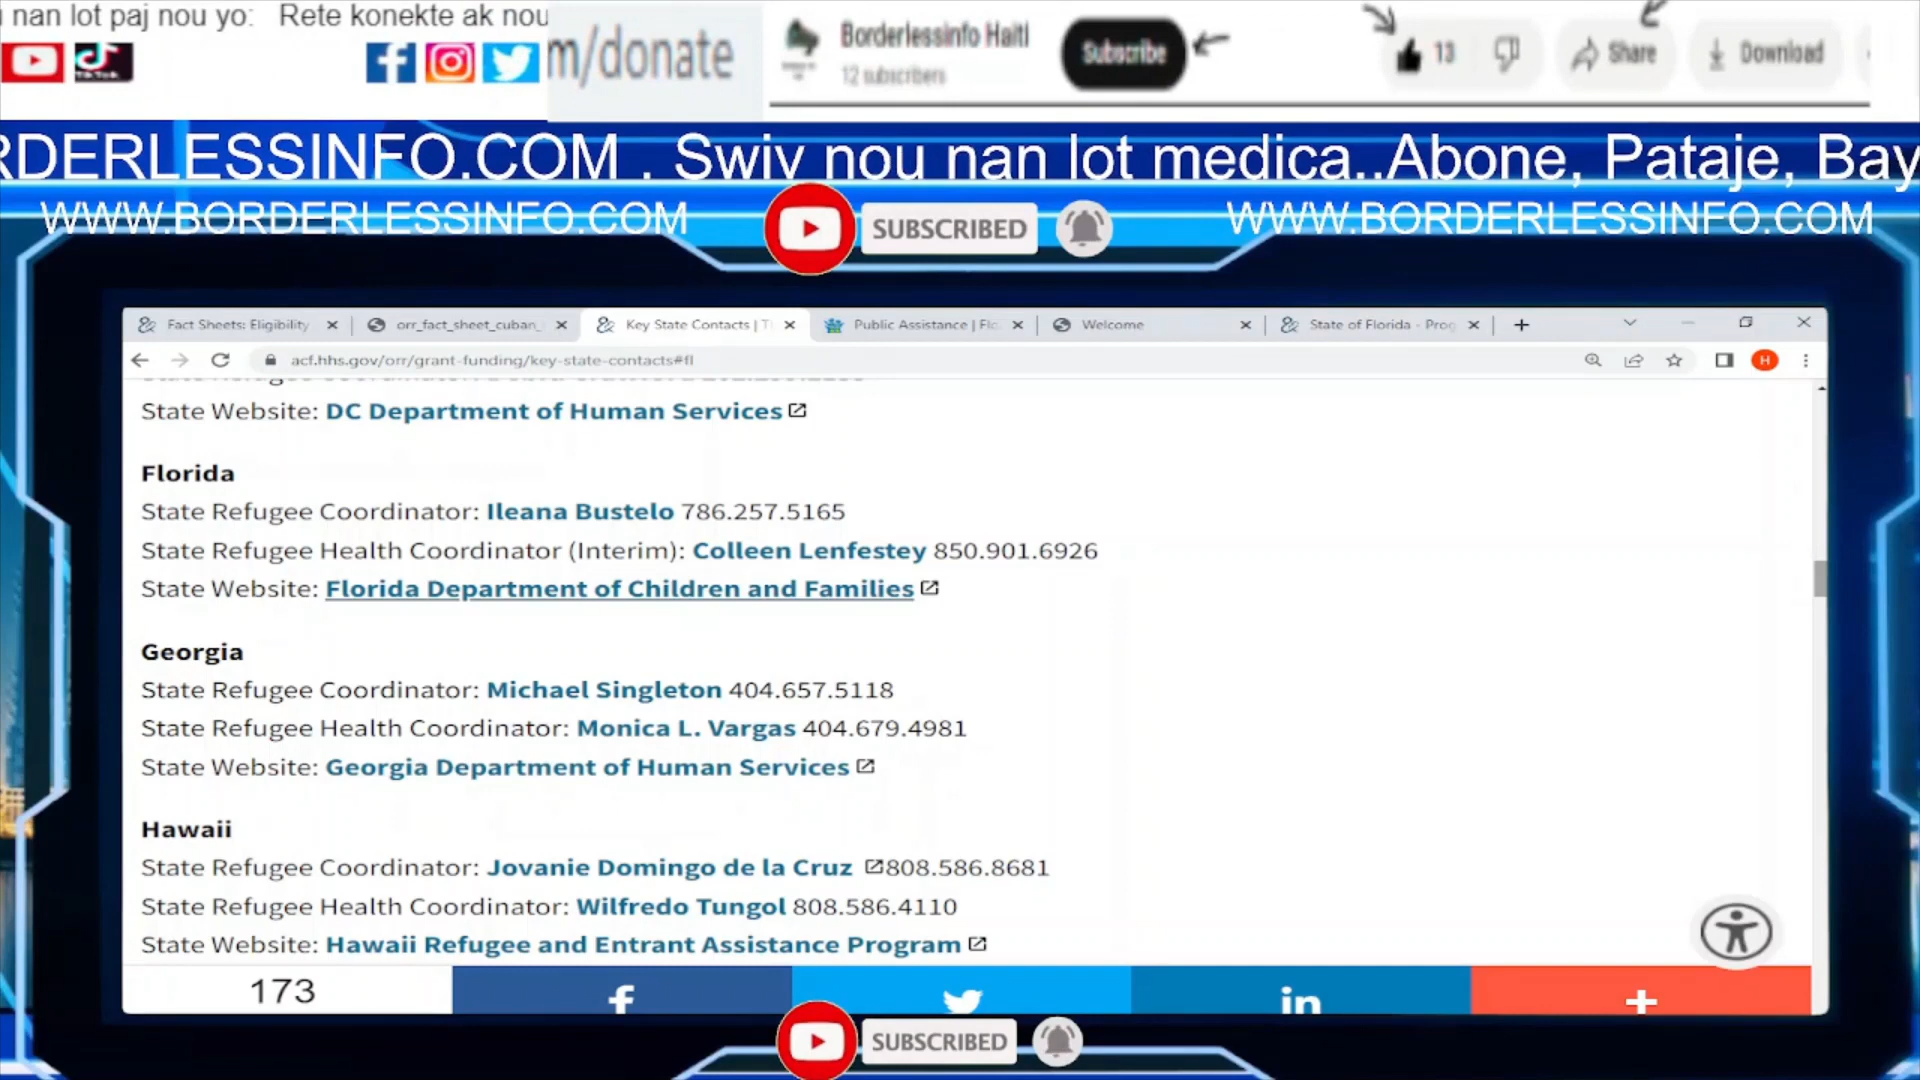 nan lot paj nou yo: Rete konekte ak nou
TikTok
m/donate
Borderlessinfo Haiti
12 subscribers
Subscribe
13
Share
Download
RDERLESSINFO.COM . Swiv nou nan lot medica..Abone, Pataje, Bay
WWW.BORDERLESSINFO.COM
SUBSCRIBED
WWW.BORDERLESSINFO.COM
Fact Sheets: Eligibility
orr_fact_sheet_cuban_
Key State Contacts | T
Public Assistance | Flo
Welcome
State of Florida - Prog
acf.hhs.gov/orr/grant-funding/key-state-contacts#fl
H
State Website: DC Department of Human Services
Florida
State Refugee Coordinator: Ileana Bustelo 786.257.5165
State Refugee Health Coordinator (Interim): Colleen Lenfestey 850.901.6926
State Website: Florida Department of Children and Families
Georgia
State Refugee Coordinator: Michael Singleton 404.657.5118
State Refugee Health Coordinator: Monica L. Vargas 404.679.4981
State Website: Georgia Department of Human Services
Hawaii
State Refugee Coordinator: Jovanie Domingo de la Cruz 808.586.8681
State Refugee Health Coordinator: Wilfredo Tungol 808.586.4110
State Website: Hawaii Refugee and Entrant Assistance Program
173
SUBSCRIBED